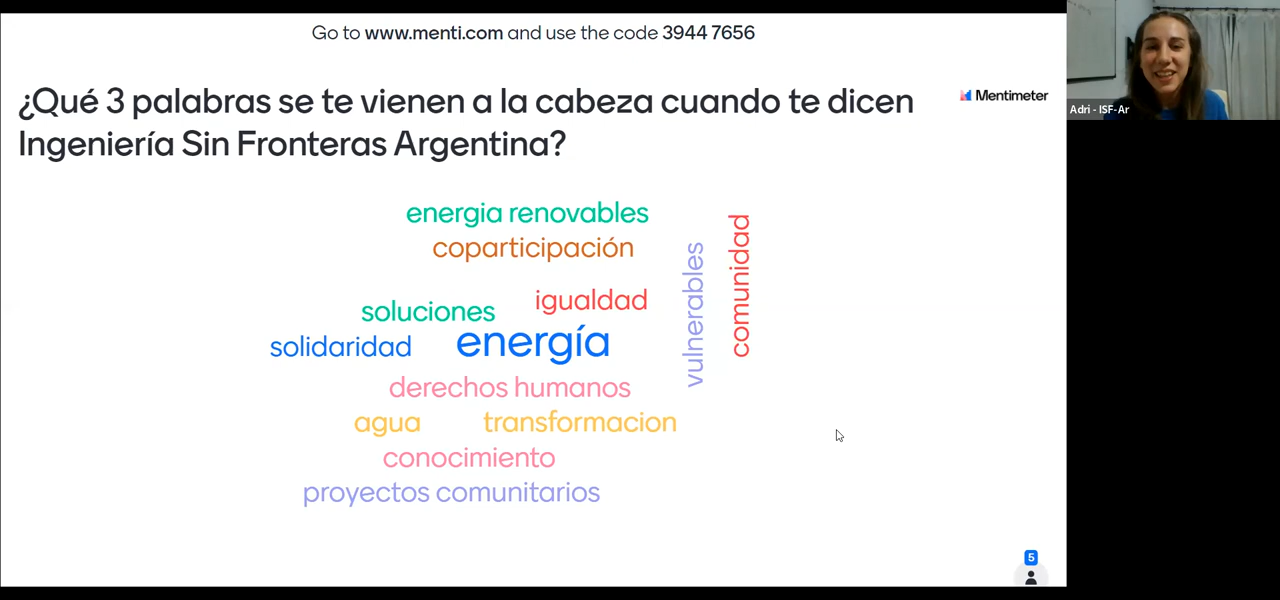 Go to www.menti.com and use the code 3944 7656
¿Qué 3 palabras se te vienen a la cabeza cuando te dicen
Ingeniería Sin Fronteras Argentina?
Mentimeter
Adri - ISF-Ar
energia renovables
coparticipación
vulnerables
comunidad
soluciones
igualdad
solidaridad
energía
derechos humanos
agua
transformacion
conocimiento
proyectos comunitarios
5